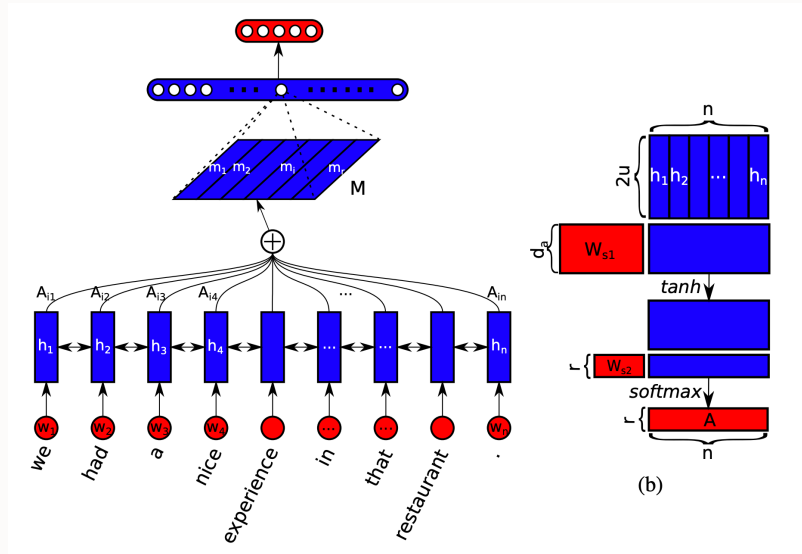 m1 m2 mi mr
M
Ai1 Ai2 Ai3 Ai4 ... Ain
h1 h2 h3 h4 ... ... hn
w1 w2 w3 w4 ... ... wn
we had a nice experience in that restaurant .
n
2u
h1 h2 ... hn
da
Ws1
tanh
r
Ws2
softmax
r
A
n
(b)